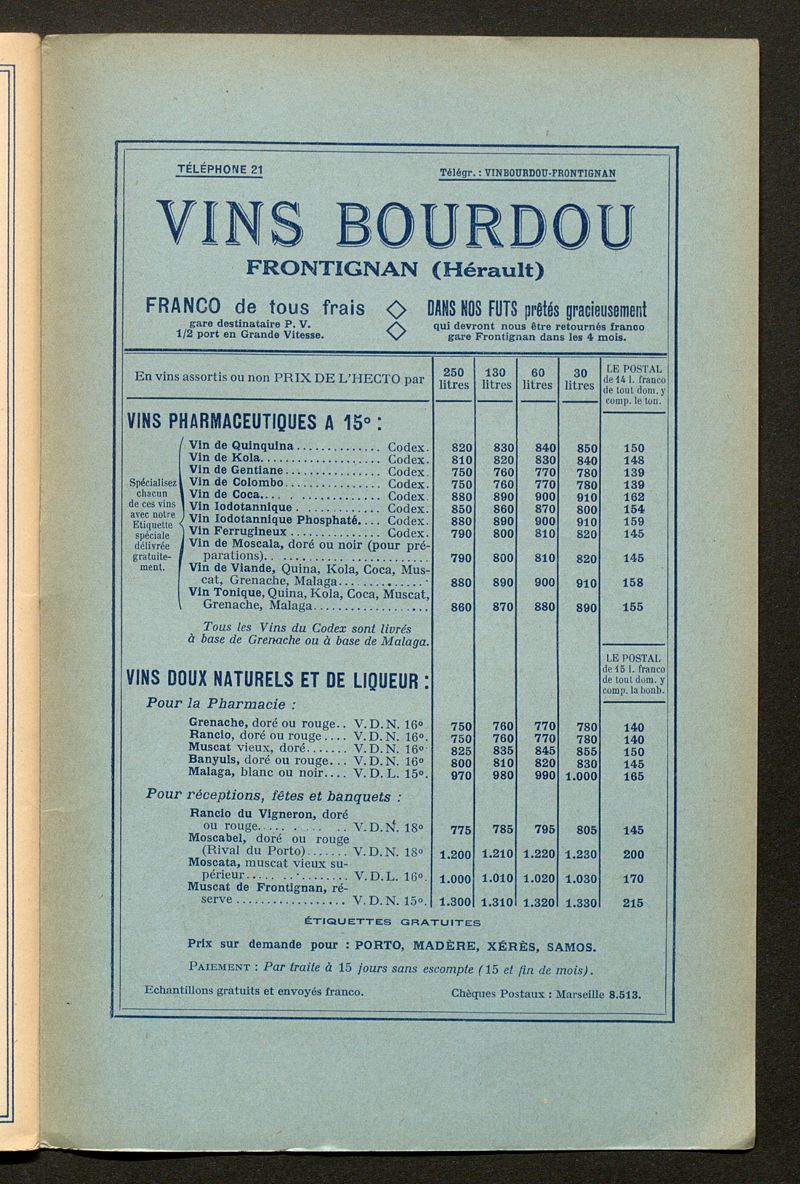 TÉLÉPHONE 21 Télégr. : VINBOURDOU-FRONTIGNAN
VINS BOURDOU
FRONTIGNAN (Hérault)
FRANCO de tous frais
gare destinataire P. V.
1/2 port en Grande Vitesse.
DANS NOS FUTS prêtés gracieusement
qui devront nous être retournés franco
gare Frontignan dans les 4 mois.
En vins assortis ou non PRIX DE L'HECTO par
250 litres
130 litres
60 litres
30 litres
LE POSTAL
de 14 l. franco
de tout dom. y
comp. le ton.
VINS PHARMACEUTIQUES A 15° :
Spécialisez
chacun
de ces vins
avec notre
Etiquette
spéciale
délivrée
gratuite-
ment.
Vin de Quinquina.............. Codex. 820 830 840 850 150
Vin de Kola.................... Codex. 810 820 830 840 148
Vin de Gentiane................ Codex. 750 760 770 780 139
Vin de Colombo................ Codex. 750 760 770 780 139
Vin de Coca.................... Codex. 880 890 900 910 162
Vin Iodotannique .............. Codex. 850 860 870 800 154
Vin Iodotannique Phosphaté.... Codex. 880 890 900 910 159
Vin Ferrugineux ............... Codex. 790 800 810 820 145
Vin de Moscala, doré ou noir (pour pré-
parations)........................... 790 800 810 820 145
Vin de Viande, Quina, Kola, Coca, Mus-
cat, Grenache, Malaga............... 880 890 900 910 158
Vin Tonique, Quina, Kola, Coca, Muscat,
Grenache, Malaga................... 860 870 880 890 155
Tous les Vins du Codex sont livrés
à base de Grenache ou à base de Malaga.
LE POSTAL
de 15 l. franco
de tout dom. y
comp. la bonb.
VINS DOUX NATURELS ET DE LIQUEUR :
Pour la Pharmacie :
Grenache, doré ou rouge.. V. D. N. 16° 750 760 770 780 140
Rancio, doré ou rouge.... V. D. N. 16°. 750 760 770 780 140
Muscat vieux, doré....... V. D. N. 16° 825 835 845 855 150
Banyuls, doré ou rouge... V. D. N. 16° 800 810 820 830 145
Malaga, blanc ou noir.... V. D. L. 15°. 970 980 990 1.000 165
Pour réceptions, fêtes et banquets :
Rancio du Vigneron, doré
ou rouge............ V. D. N. 18° 775 785 795 805 145
Moscabel, doré ou rouge
(Rival du Porto)....... V. D. N. 18° 1.200 1.210 1.220 1.230 200
Moscata, muscat vieux su-
périeur............... V. D. L. 16°. 1.000 1.010 1.020 1.030 170
Muscat de Frontignan, ré-
serve .................. V. D. N. 15°. 1.300 1.310 1.320 1.330 215
ÉTIQUETTES GRATUITES
Prix sur demande pour : PORTO, MADÈRE, XÉRÈS, SAMOS.
PAIEMENT : Par traite à 15 jours sans escompte (15 et fin de mois).
Echantillons gratuits et envoyés franco. Chèques Postaux : Marseille 8.513.